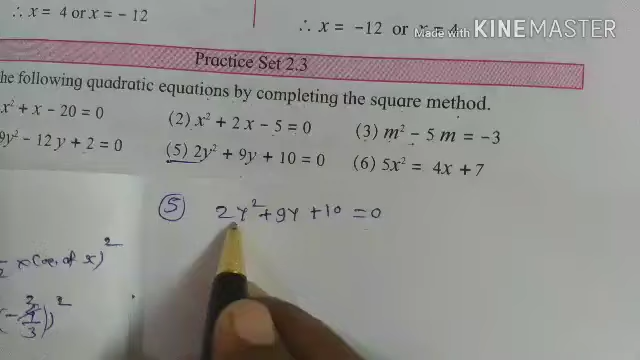 ∴ x = 4 or x = - 12
∴ x = -12 or x = 4
Made with KINEMASTER
Practice Set 2.3
he following quadratic equations by completing the square method.
x² + x - 20 = 0
(2) x² + 2 x - 5 = 0
(3) m² - 5 m = -3
9y² - 12 y + 2 = 0
(5) 2y² + 9y + 10 = 0
(6) 5x² = 4x + 7
(5) 2y² + 9y + 10 = 0